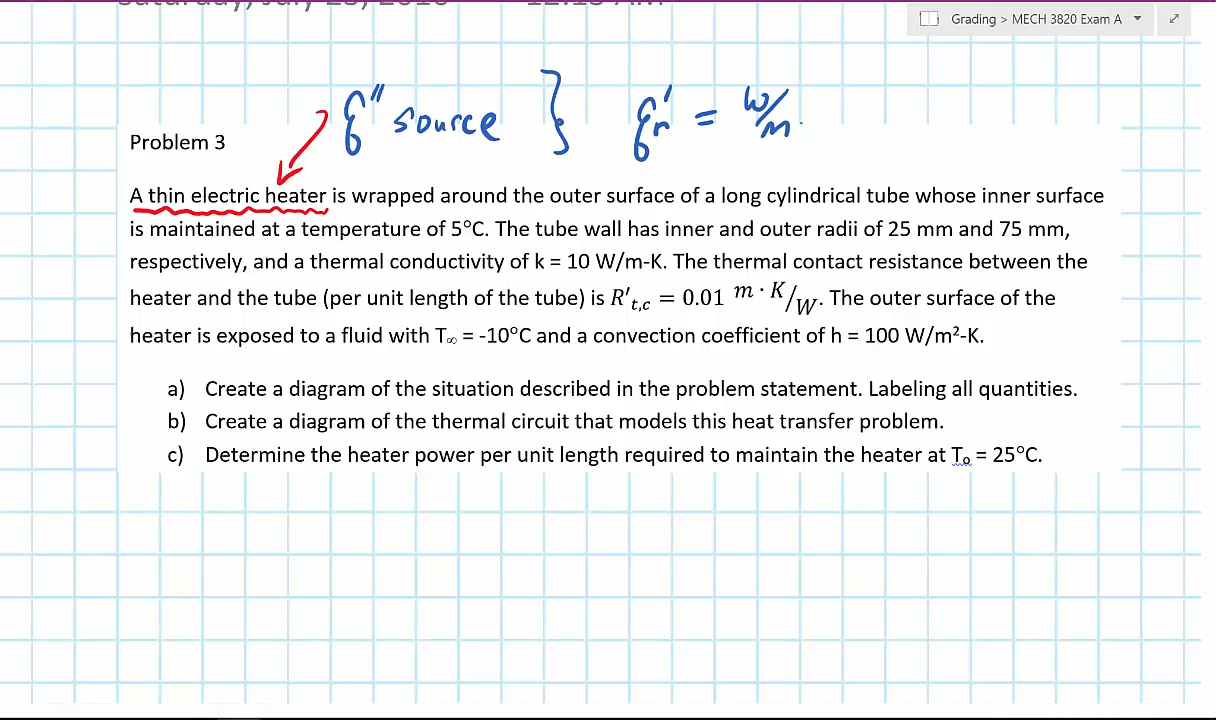 Grading > MECH 3820 Exam A
q" source } q'r = W/m
Problem 3
A thin electric heater is wrapped around the outer surface of a long cylindrical tube whose inner surface
is maintained at a temperature of 5°C. The tube wall has inner and outer radii of 25 mm and 75 mm,
respectively, and a thermal conductivity of k = 10 W/m-K. The thermal contact resistance between the
heater and the tube (per unit length of the tube) is R't,c = 0.01 m · K/W. The outer surface of the
heater is exposed to a fluid with T∞ = -10°C and a convection coefficient of h = 100 W/m²-K.
a) Create a diagram of the situation described in the problem statement. Labeling all quantities.
b) Create a diagram of the thermal circuit that models this heat transfer problem.
c) Determine the heater power per unit length required to maintain the heater at To = 25°C.